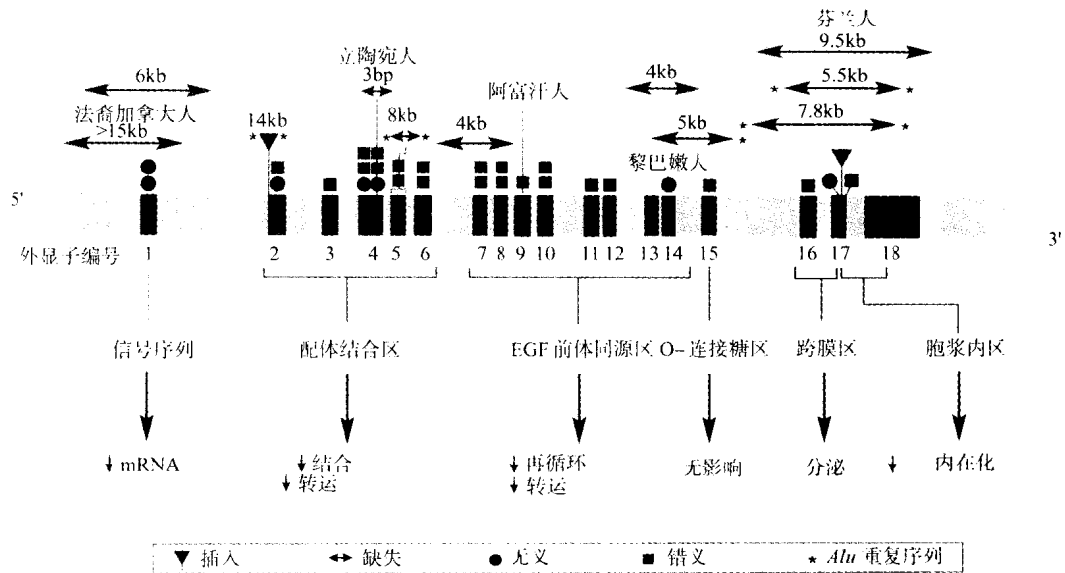 芬兰人
9.5kb
立陶宛人
3bp
6kb
4kb
5.5kb
阿富汗人
法裔加拿大人
>15kb
14kb
8kb
4kb
5kb
7.8kb
黎巴嫩人
5'
3'
外显子编号 1 2 3 4 5 6 7 8 9 10 11 12 13 14 15 16 17 18
信号序列 配体结合区 EGF 前体同源区 O-连接糖区 跨膜区 胞浆内区
↓ mRNA ↓ 结合 ↓ 再循环 无影响 分泌 ↓ 内在化
↓ 转运 ↓ 转运
▼ 插入 ↔ 缺失 ● 无义 ■ 错义 * Alu 重复序列